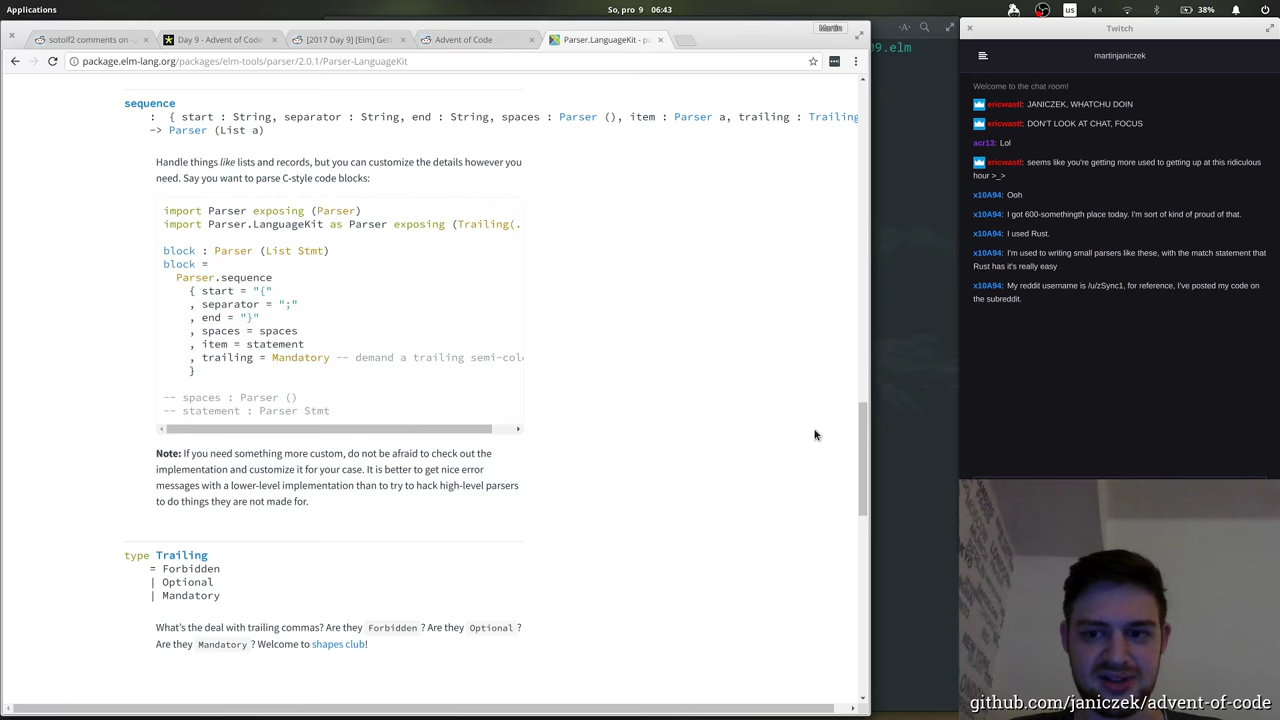 Applications
So, pro 9 06:43
us
38%
sotolf2 comments on
Day 9 - Advent of Co
[2017 Day 9] [Elm] Get
Advent of Code
Parser.LanguageKit - pa
Martin
package.elm-lang.org/packages/elm-tools/parser/2.0.1/Parser-LanguageKit
09.elm
sequence
: { start : String, separator : String, end : String, spaces : Parser (), item : Parser a, trailing : Trailing
-> Parser (List a)
Handle things like lists and records, but you can customize the details however you
need. Say you want to parse C-style code blocks:
import Parser exposing (Parser)
import Parser.LanguageKit as Parser exposing (Trailing(.
block : Parser (List Stmt)
block =
Parser.sequence
{ start = "{"
, separator = ";"
, end = "}"
, spaces = spaces
, item = statement
, trailing = Mandatory -- demand a trailing semi-col
}
-- spaces : Parser ()
-- statement : Parser Stmt
Note: If you need something more custom, do not be afraid to check out the
implementation and customize it for your case. It is better to get nice error
messages with a lower-level implementation than to try to hack high-level parsers
to do things they are not made for.
type Trailing
= Forbidden
| Optional
| Mandatory
What's the deal with trailing commas? Are they Forbidden ? Are they Optional ?
Are they Mandatory ? Welcome to shapes club!
Twitch
martinjaniczek
Welcome to the chat room!
ericwastl: JANICZEK, WHATCHU DOIN
ericwastl: DON'T LOOK AT CHAT, FOCUS
acr13: Lol
ericwastl: seems like you're getting more used to getting up at this ridiculous
hour >_>
x10A94: Ooh
x10A94: I got 600-somethingth place today. I'm sort of kind of proud of that.
x10A94: I used Rust.
x10A94: I'm used to writing small parsers like these, with the match statement that
Rust has it's really easy
x10A94: My reddit username is /u/zSync1, for reference, I've posted my code on
the subreddit.
github.com/janiczek/advent-of-code